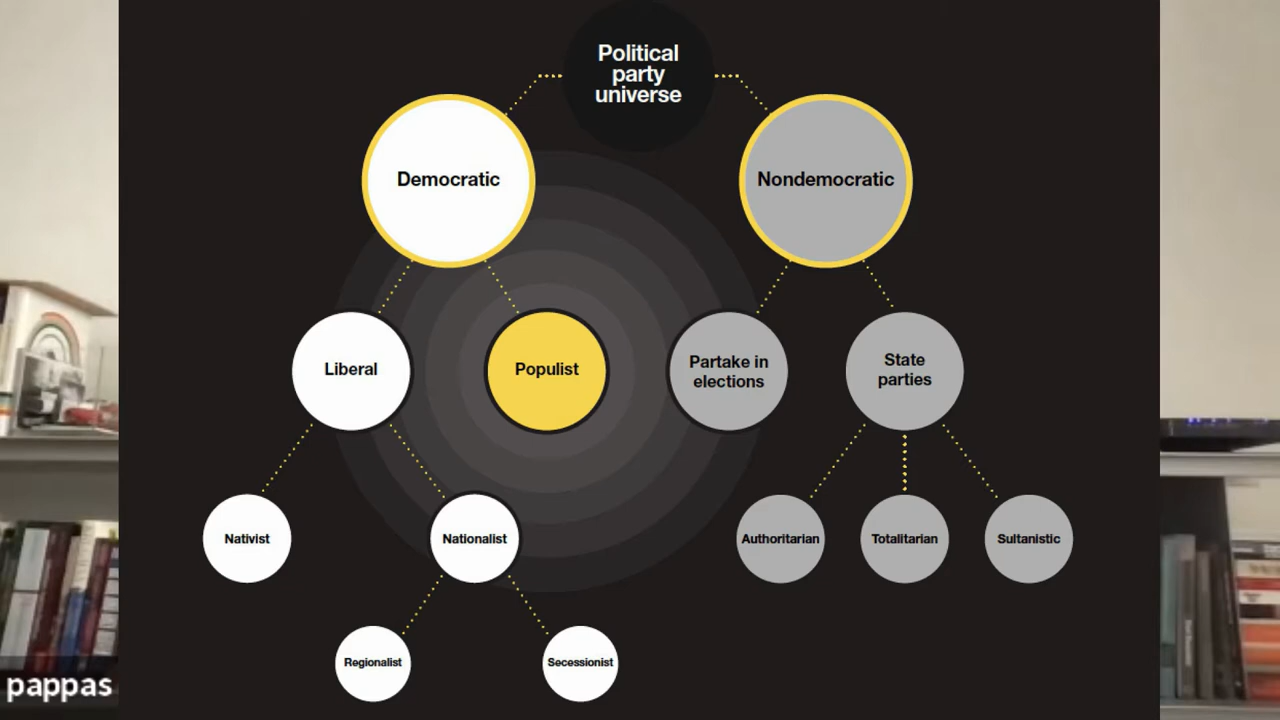 Political
party
universe
Democratic
Nondemocratic
Liberal
Populist
Partake in
elections
State
parties
Nativist
Nationalist
Authoritarian
Totalitarian
Sultanistic
Regionalist
Secessionist
pappas